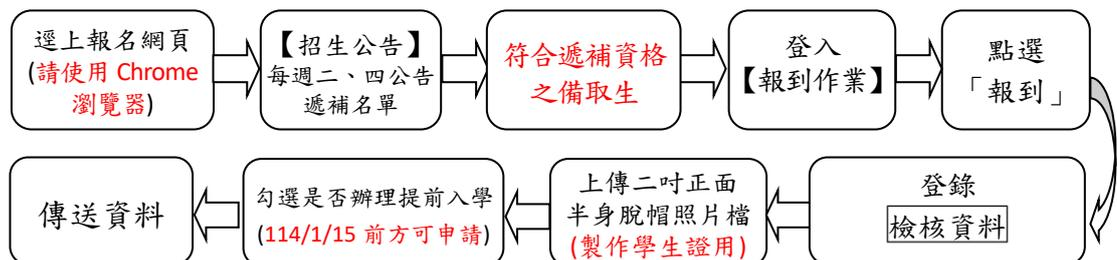 逕上報名網頁
(請使用 Chrome
瀏覽器)
【招生公告】
每週二、四公告
遞補名單
符合遞補資格
之備取生
登入
【報到作業】
點選
「報到」
登錄
檢核資料
上傳二吋正面
半身脫帽照片檔
(製作學生證用)
勾選是否辦理提前入學
(114/1/15 前方可申請)
傳送資料